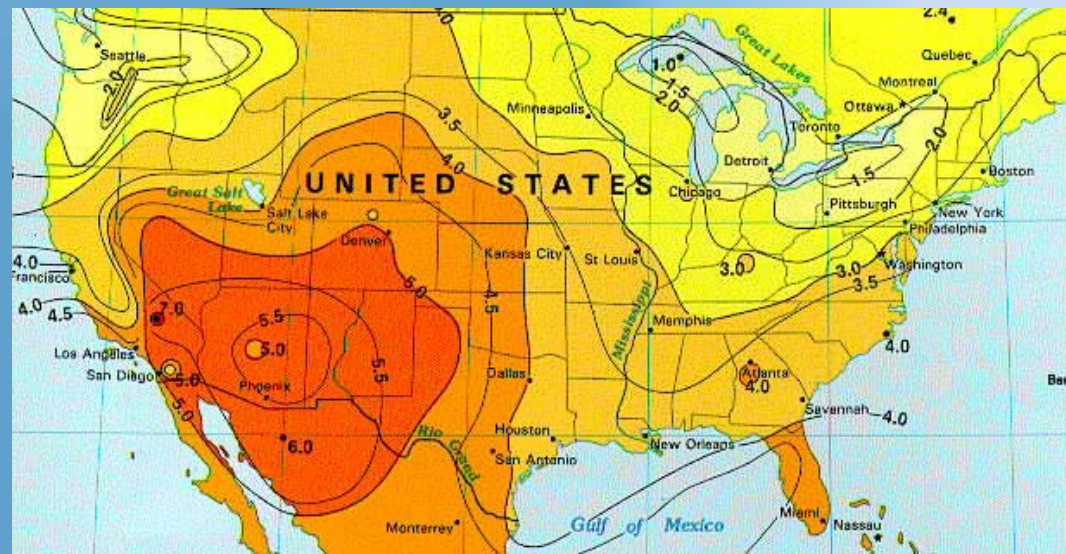 4.0
2.4
Seattle
Quebec
Great Lakes
1.0
2.0
1.5
Montreal
2.0
3.5
Minneapolis
Ottawa
Toronto
2.0
4.0
Detroit
1.5
Boston
UNITED STATES
Great Salt
Lake
Chicago
Salt Lake
City
Pittsburgh
New York
Philadelphia
Denver
Kansas City
St Louis
3.0
3.0
Washington
4.0
Francisco
5.0
4.5
3.5
4.0
4.5
7.0
Mississippi
5.5
Memphis
Los Angeles
5.0
5.5
4.0
San Diego
5.0
Phoenix
Dallas
Atlanta
4.0
5.0
Savannah
4.0
Houston
6.0
Rio Grand
San Antonio
New Orleans
Monterrey
Gulf of Mexico
Miami
Nassau